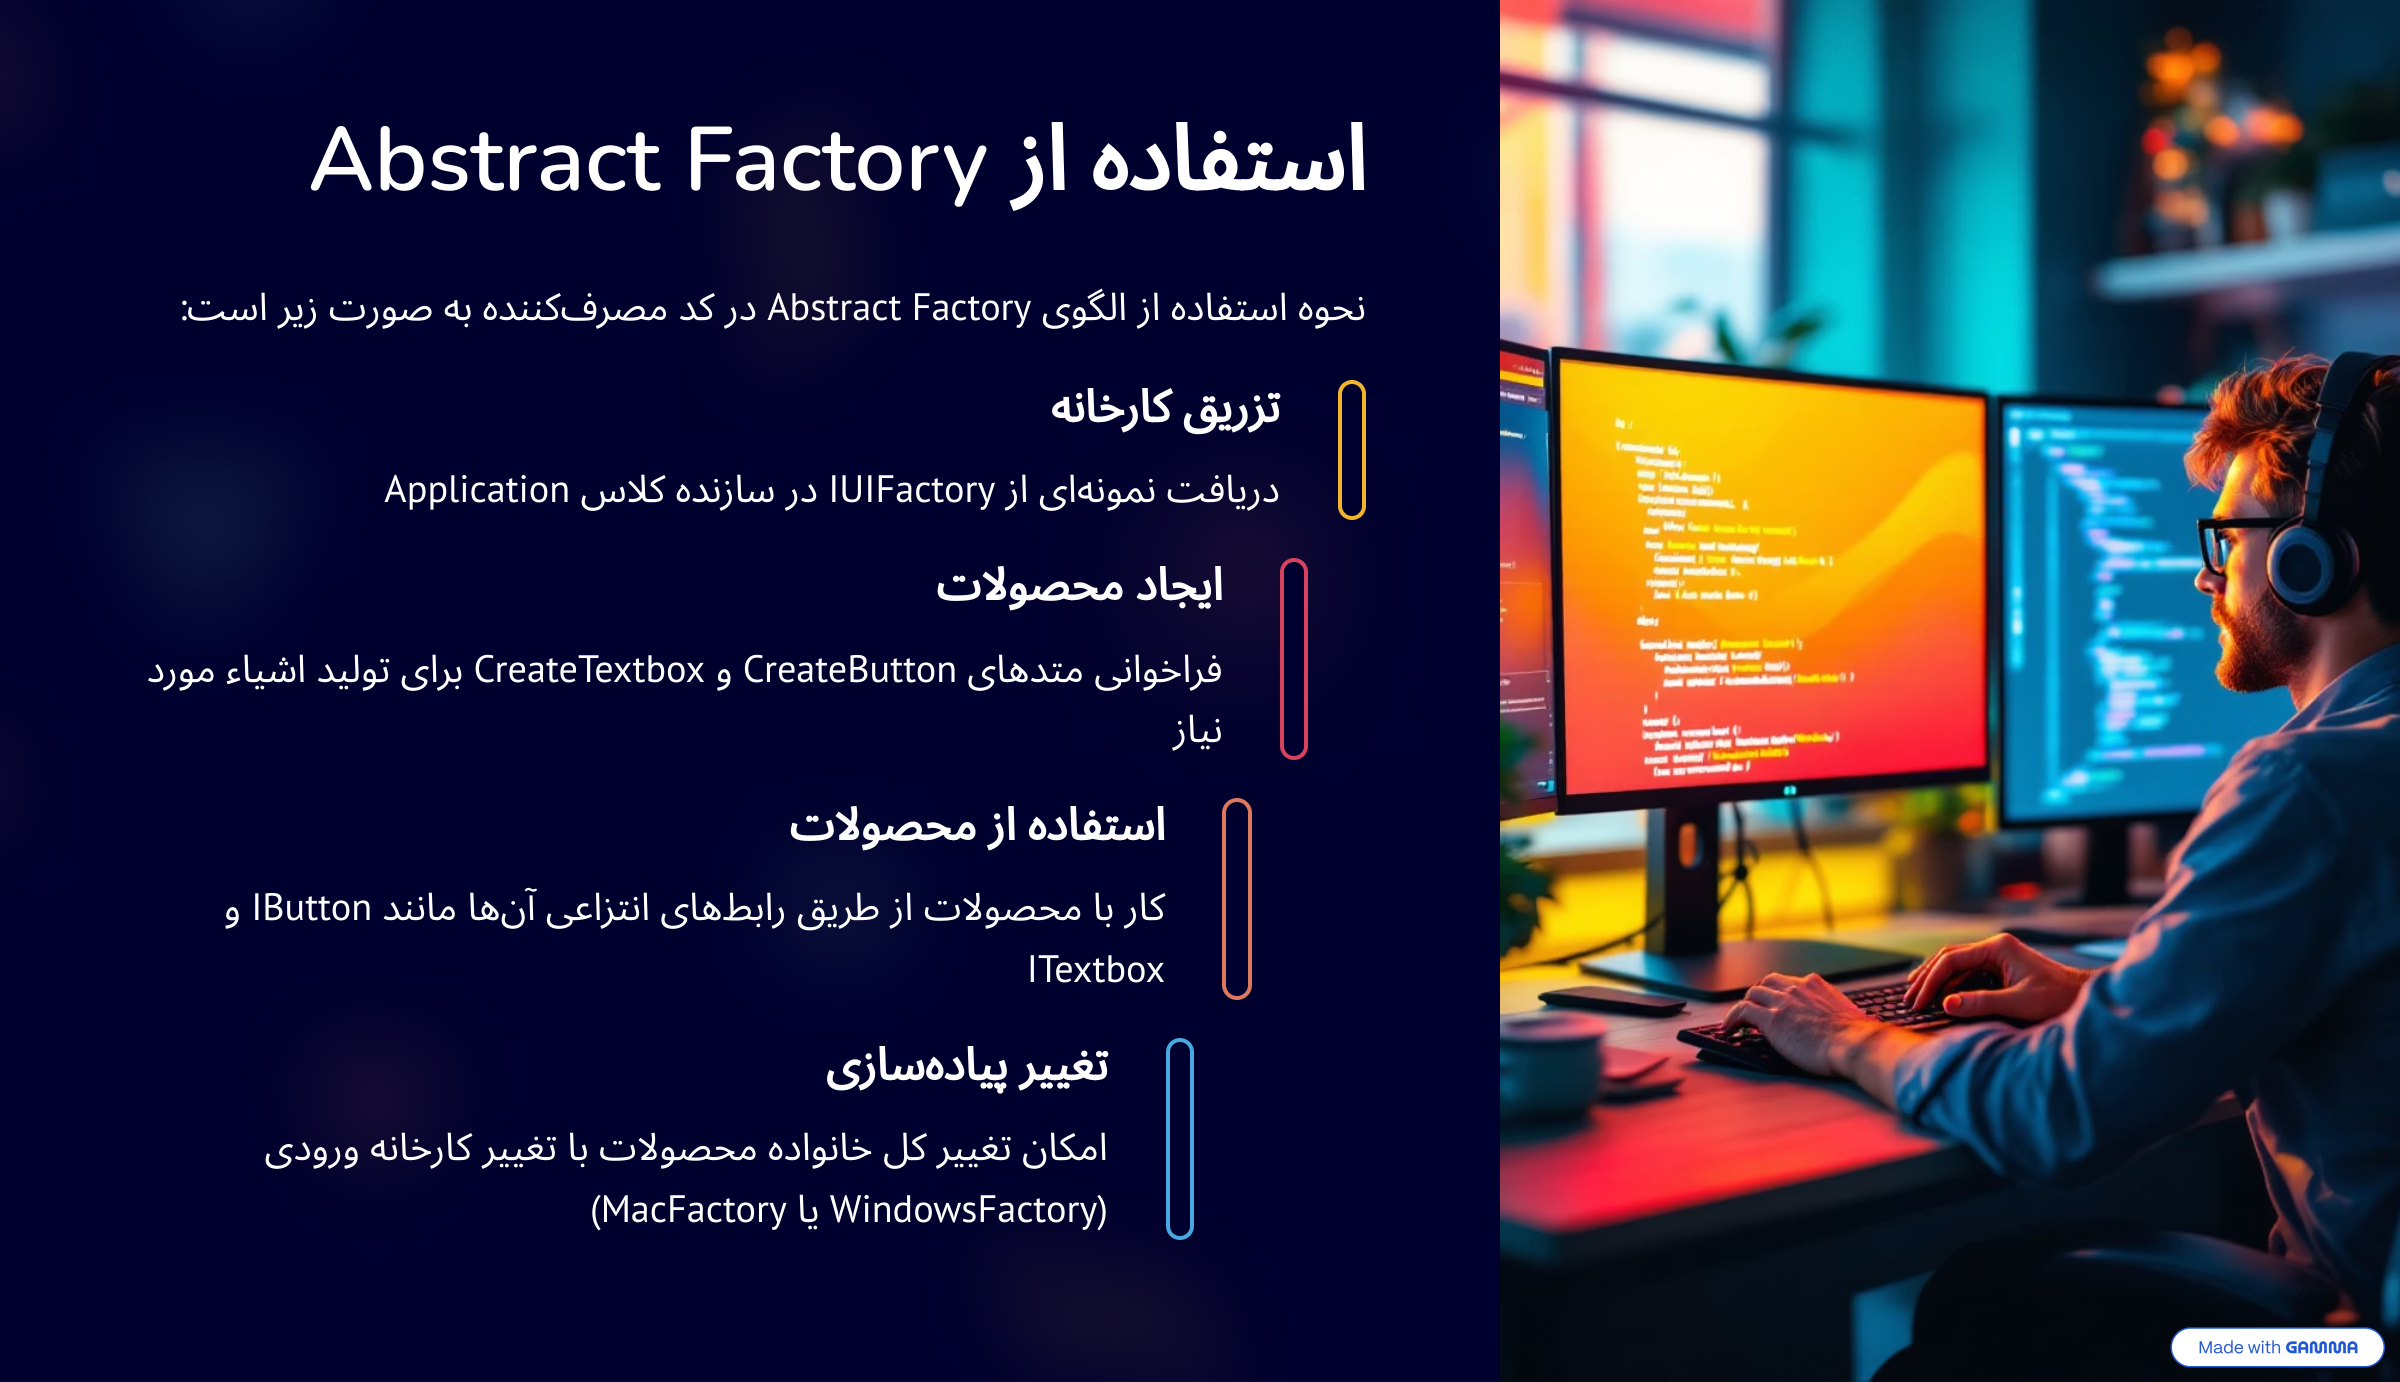 استفاده از Abstract Factory
نحوه استفاده از الگوی Abstract Factory در کد مصرف‌کننده به صورت زیر است:
تزریق کارخانه
دریافت نمونه‌ای از IUIFactory در سازنده کلاس Application
ایجاد محصولات
فراخوانی متدهای CreateButton و CreateTextbox برای تولید اشیاء مورد
نیاز
استفاده از محصولات
کار با محصولات از طریق رابط‌های انتزاعی آن‌ها مانند IButton و
ITextbox
تغییر پیاده‌سازی
امکان تغییر کل خانواده محصولات با تغییر کارخانه ورودی
(WindowsFactory یا MacFactory)
Made with GAMMA